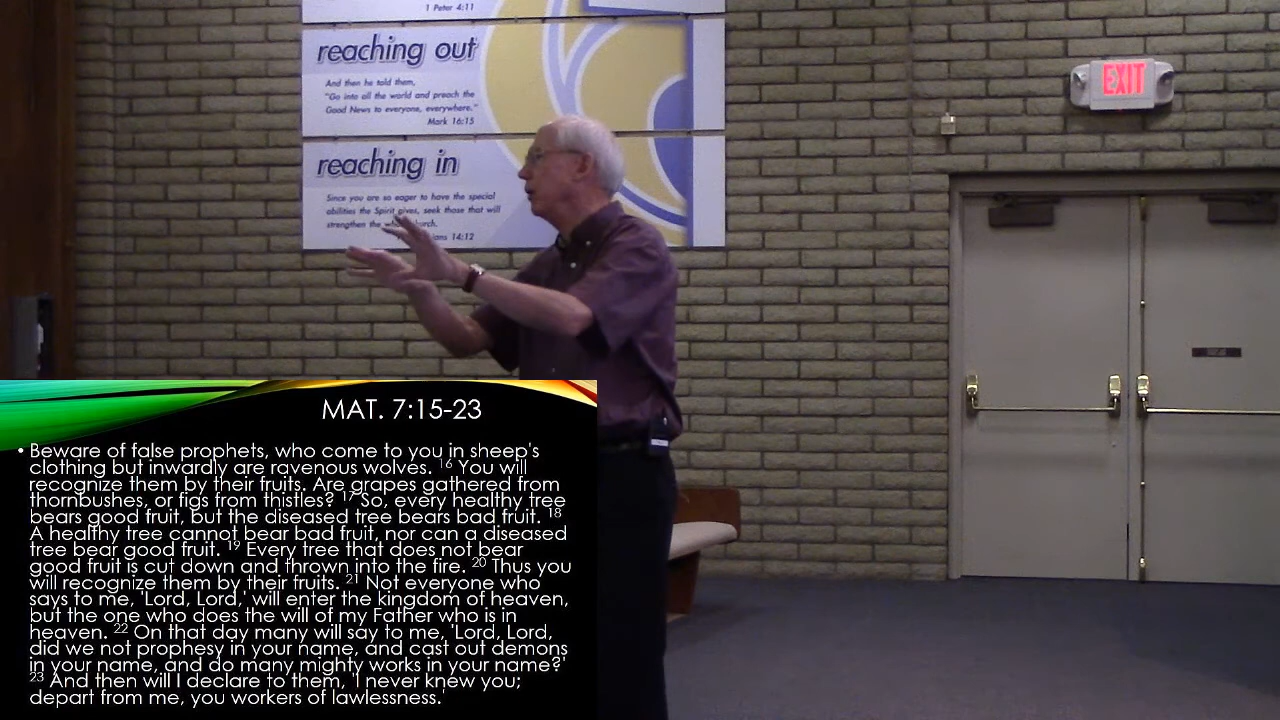 1 Peter 4:11
reaching out
And then he told them,
"Go into all the world and preach the
Good News to everyone, everywhere."
Mark 16:15
reaching in
Since you are so eager to have the special
abilities the Spirit gives, seek those that will
strengthen the whole church.
14:12
EXIT
MAT. 7:15-23
• Beware of false prophets, who come to you in sheep's
clothing but inwardly are ravenous wolves. 16 You will
recognize them by their fruits. Are grapes gathered from
thornbushes, or figs from thistles? 17 So, every healthy tree
bears good fruit, but the diseased tree bears bad fruit. 18
A healthy tree cannot bear bad fruit, nor can a diseased
tree bear good fruit. 19 Every tree that does not bear
good fruit is cut down and thrown into the fire. 20 Thus you
will recognize them by their fruits. 21 Not everyone who
says to me, 'Lord, Lord,' will enter the kingdom of heaven,
but the one who does the will of my Father who is in
heaven. 22 On that day many will say to me, 'Lord, Lord,
did we not prophesy in your name, and cast out demons
in your name, and do many mighty works in your name?'
23 And then will I declare to them, 'I never knew you;
depart from me, you workers of lawlessness.'